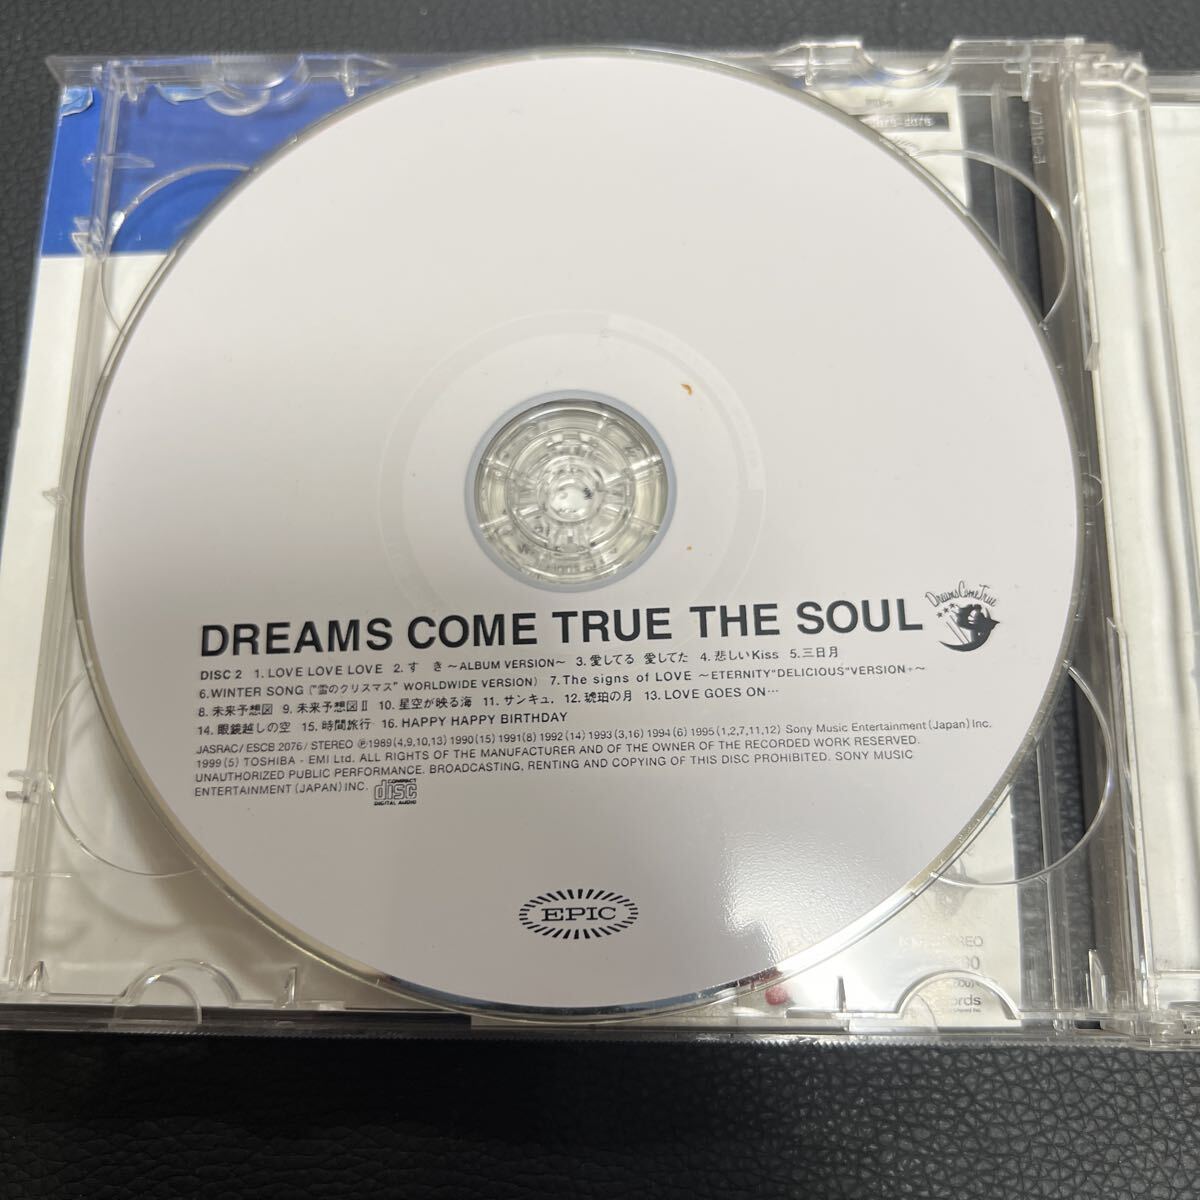 DREAMS COME TRUE THE SOUL
DreamsComeTrue
DISC 2 1. LOVE LOVE LOVE 2. す き 〜ALBUM VERSION〜 3. 愛してる 愛してた 4. 悲しいKiss 5. 三日月
6. WINTER SONG ("雪のクリスマス" WORLDWIDE VERSION) 7. The signs of LOVE 〜ETERNITY"DELICIOUS"VERSION+〜
8. 未来予想図 9. 未来予想図II 10. 星空が映る海 11. サンキュ. 12. 琥珀の月 13. LOVE GOES ON…
14. 眼鏡越しの空 15. 時間旅行 16. HAPPY HAPPY BIRTHDAY
JASRAC/ESCB 2076/STEREO ℗1989(4,9,10,13) 1990(15) 1991(8) 1992(14) 1993(3,16) 1994(6) 1995(1,2,7,11,12) Sony Music Entertainment (Japan) Inc.
1999(5) TOSHIBA - EMI Ltd. ALL RIGHTS OF THE MANUFACTURER AND OF THE OWNER OF THE RECORDED WORK RESERVED.
UNAUTHORIZED PUBLIC PERFORMANCE. BROADCASTING, RENTING AND COPYING OF THIS DISC PROHIBITED. SONY MUSIC
ENTERTAINMENT (JAPAN) INC.
COMPACT
disc
DIGITAL AUDIO
EPIC